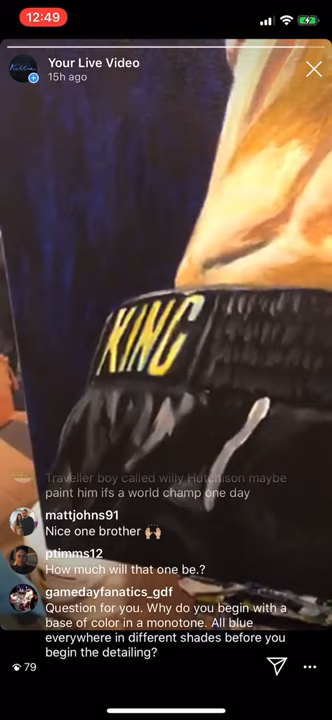 12:49
Your Live Video
15h ago
KING
Traveller boy called willy Hutchison maybe
paint him ifs a world champ one day
mattjohns91
Nice one brother 🙌🏼
ptimms12
How much will that one be.?
gamedayfanatics_gdf
Question for you. Why do you begin with a
base of color in a monotone. All blue
everywhere in different shades before you
begin the detailing?
79